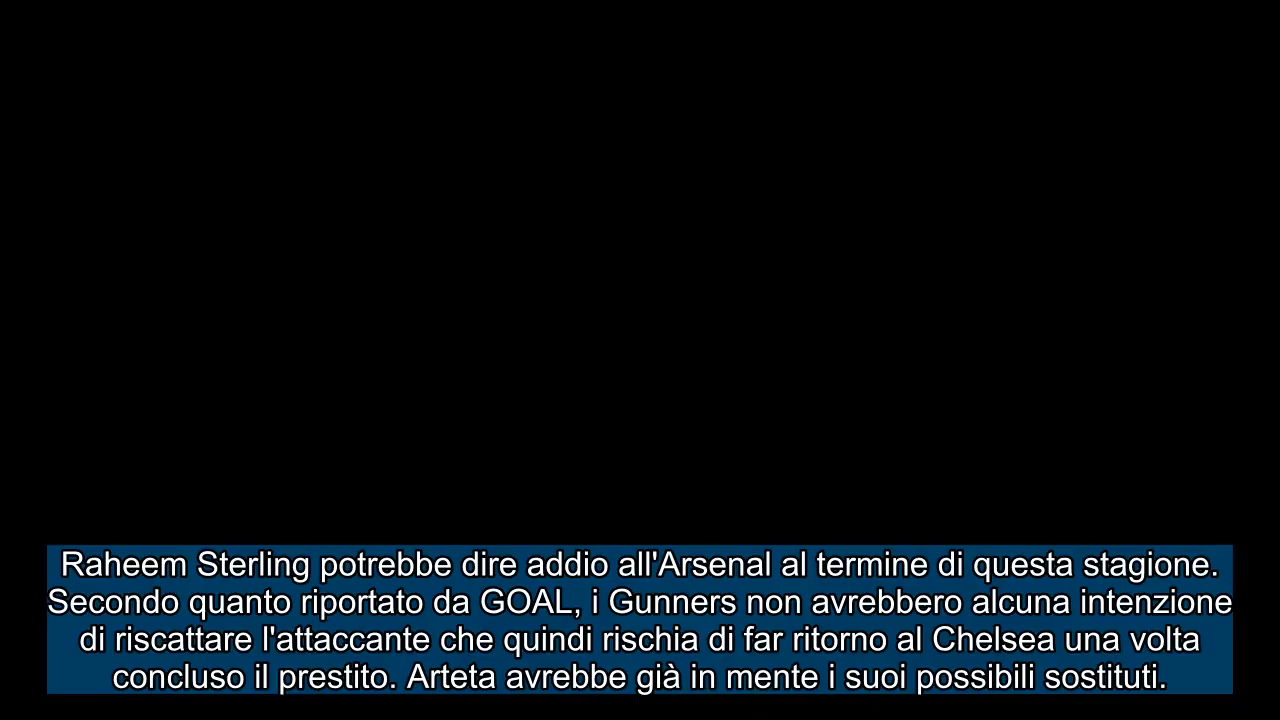 Raheem Sterling potrebbe dire addio all'Arsenal al termine di questa stagione.
Secondo quanto riportato da GOAL, i Gunners non avrebbero alcuna intenzione
di riscattare l'attaccante che quindi rischia di far ritorno al Chelsea una volta
concluso il prestito. Arteta avrebbe già in mente i suoi possibili sostituti.